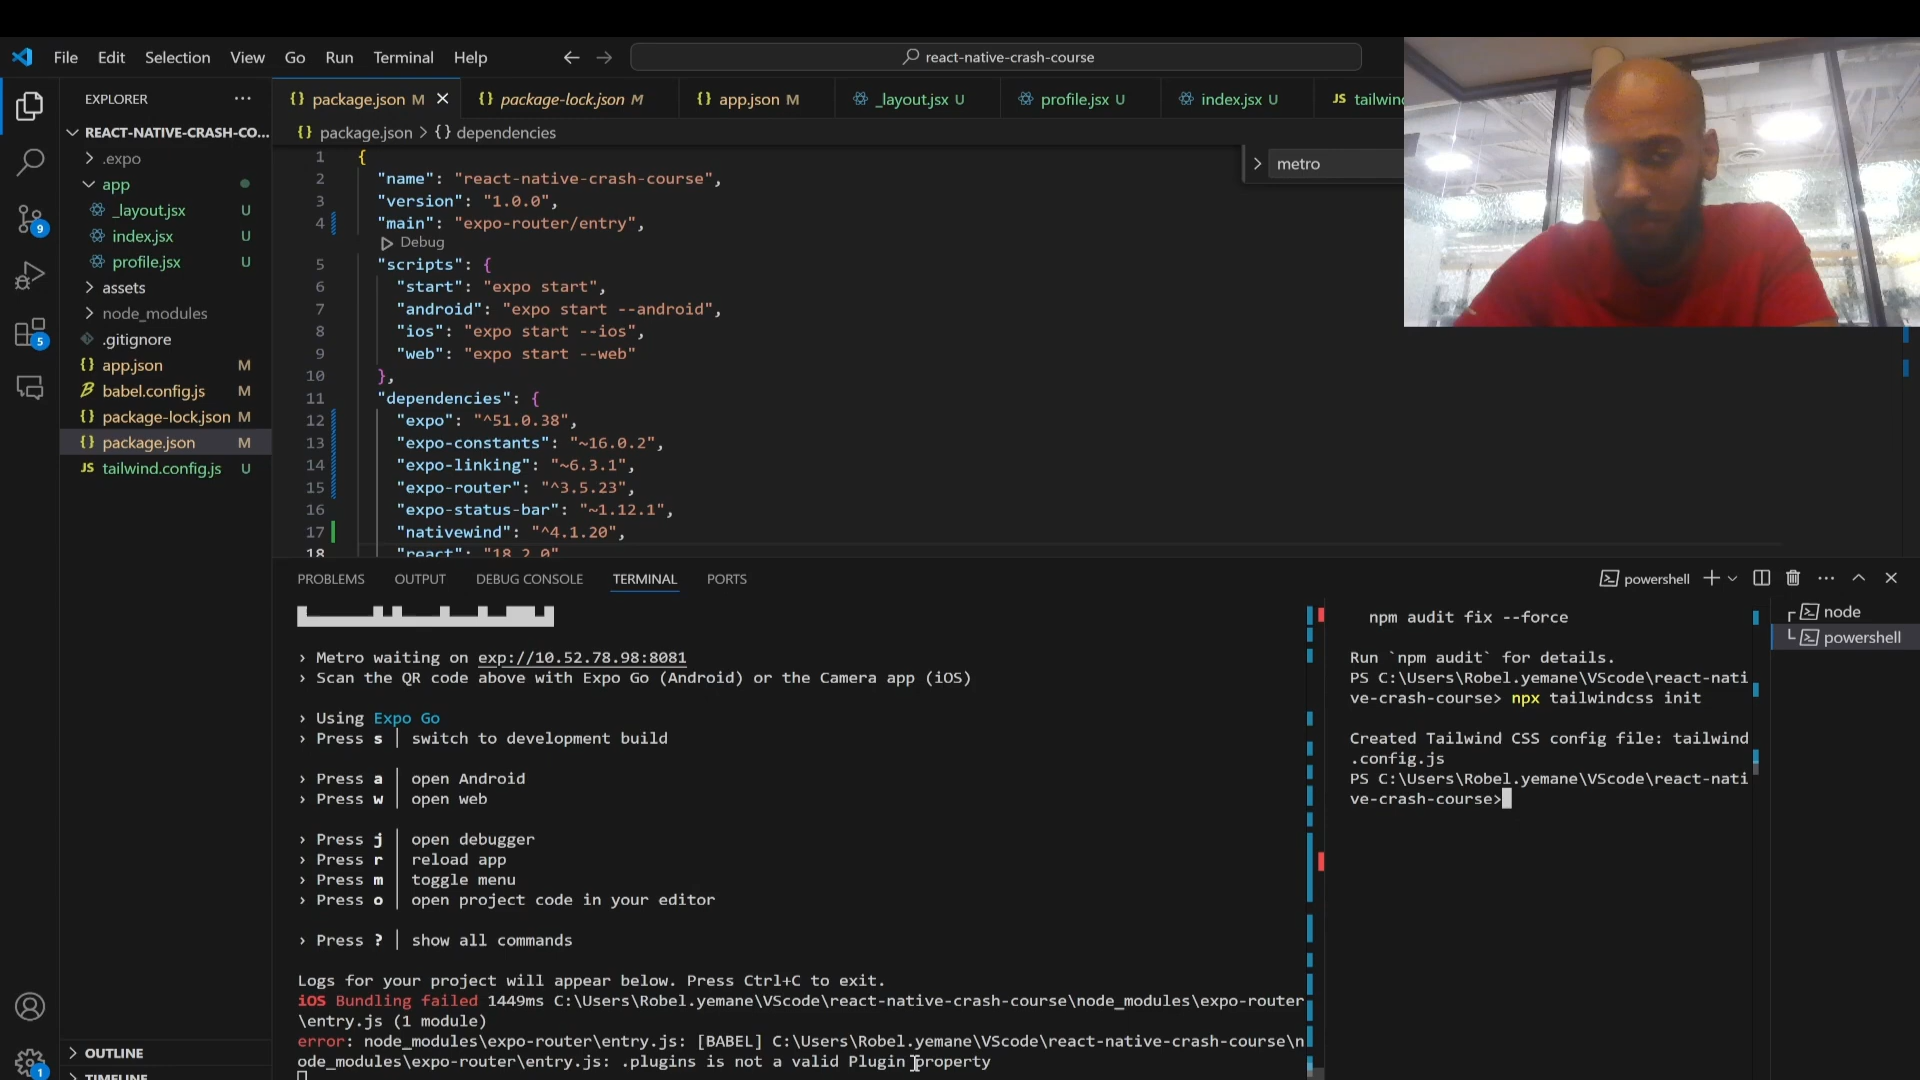 File Edit Selection View Go Run Terminal Help
react-native-crash-course
EXPLORER
package.json M
package-lock.json M
app.json M
_layout.jsx U
profile.jsx U
index.jsx U
JS tailwin
REACT-NATIVE-CRASH-CO...
package.json > {} dependencies
.expo
app
_layout.jsx U
index.jsx U
profile.jsx U
assets
node_modules
.gitignore
app.json M
babel.config.js M
package-lock.json M
package.json M
JS tailwind.config.js U
OUTLINE
TIMELINE
9
5
1
metro
1 {
2 "name": "react-native-crash-course",
3 "version": "1.0.0",
4 "main": "expo-router/entry",
Debug
5 "scripts": {
6 "start": "expo start",
7 "android": "expo start --android",
8 "ios": "expo start --ios",
9 "web": "expo start --web"
10 },
11 "dependencies": {
12 "expo": "^51.0.38",
13 "expo-constants": "~16.0.2",
14 "expo-linking": "~6.3.1",
15 "expo-router": "^3.5.23",
16 "expo-status-bar": "~1.12.1",
17 "nativewind": "^4.1.20",
18 "react": "18.2.0"
PROBLEMS OUTPUT DEBUG CONSOLE TERMINAL PORTS
powershell
› Metro waiting on exp://10.52.78.98:8081
› Scan the QR code above with Expo Go (Android) or the Camera app (iOS)
› Using Expo Go
› Press s │ switch to development build
› Press a │ open Android
› Press w │ open web
› Press j │ open debugger
› Press r │ reload app
› Press m │ toggle menu
› Press o │ open project code in your editor
› Press ? │ show all commands
Logs for your project will appear below. Press Ctrl+C to exit.
iOS Bundling failed 1449ms C:\Users\Robel.yemane\VScode\react-native-crash-course\node_modules\expo-router
\entry.js (1 module)
error: node_modules\expo-router\entry.js: [BABEL] C:\Users\Robel.yemane\VScode\react-native-crash-course\n
ode_modules\expo-router\entry.js: .plugins is not a valid Plugin property
npm audit fix --force
Run `npm audit` for details.
PS C:\Users\Robel.yemane\VScode\react-nati
ve-crash-course> npx tailwindcss init
Created Tailwind CSS config file: tailwind
.config.js
PS C:\Users\Robel.yemane\VScode\react-nati
ve-crash-course>
node
powershell